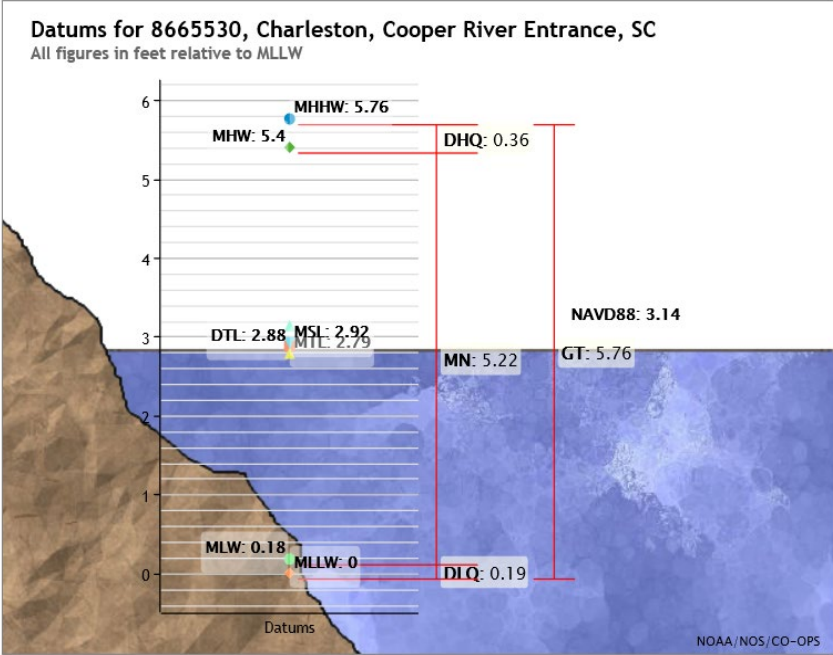 Datums for 8665530, Charleston, Cooper River Entrance, SC
All figures in feet relative to MLLW
6
MHHW: 5.76
MHW: 5.4
DHQ: 0.36
5
4
NAVD88: 3.14
3
DTL: 2.88
MSL: 2.92
MTL: 2.79
MN: 5.22
GT: 5.76
2
1
MLW: 0.18
MLLW: 0
0
DLQ: 0.19
Datums
NOAA/NOS/CO-OPS